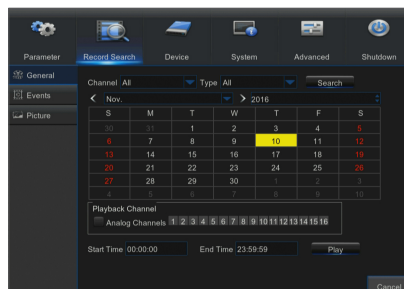 Parameter Record Search Device System Advanced Shutdown
General
Events
Picture
Channel All Type All Search
< Nov. > 2016
S M T W T F S
30 31 1 2 3 4 5
6 7 8 9 10 11 12
13 14 15 16 17 18 19
20 21 22 23 24 25 26
27 28 29 30 1 2 3
4 5 6 7 8 9 10
Playback Channel
Analog Channels 1 2 3 4 5 6 7 8 9 10 11 12 13 14 15 16
Start Time 00:00:00 End Time 23:59:59 Play
Cancel